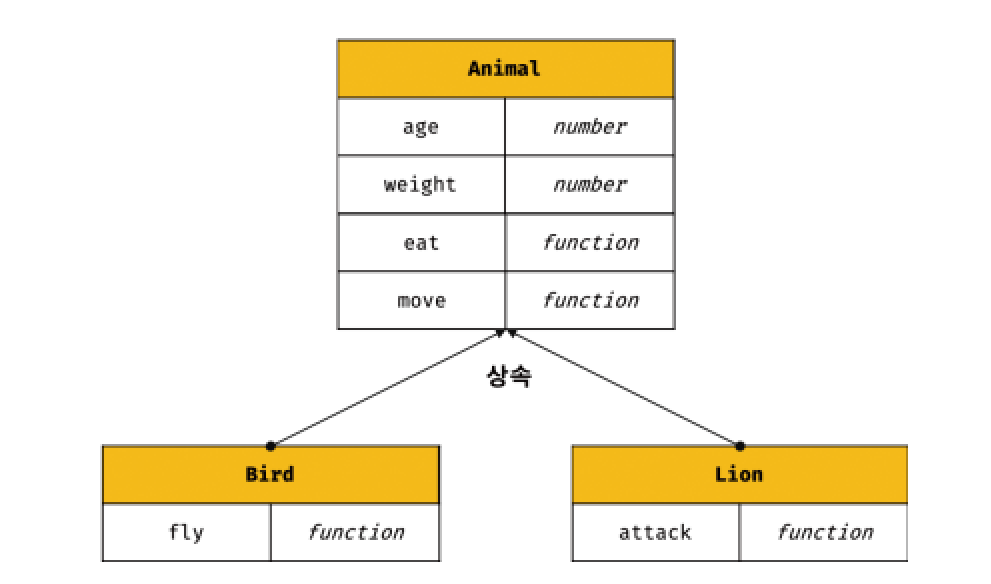 Animal
age number
weight number
eat function
move function
상속
Bird
fly function
Lion
attack function